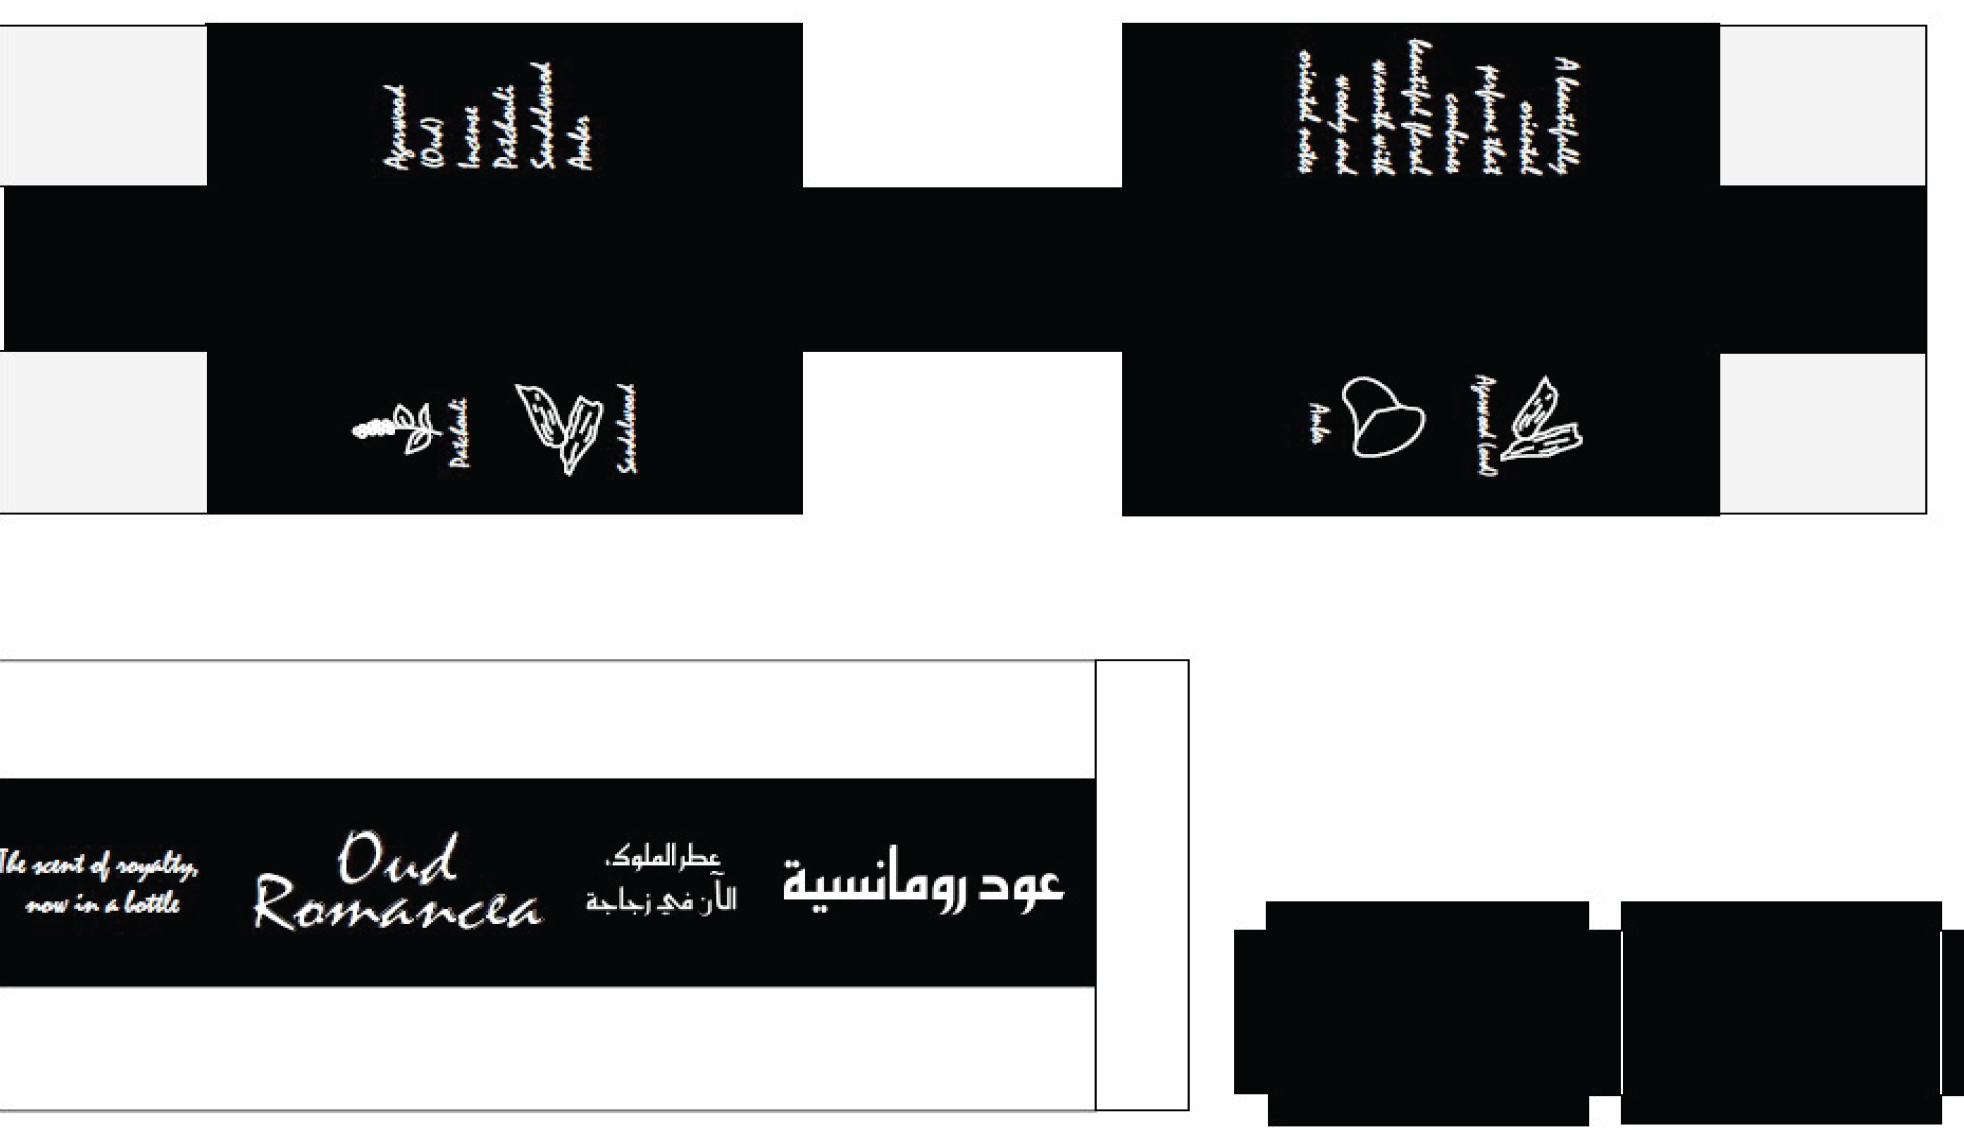 Agarwood
(Oud)
Incense
Patchouli
Sandalwood
Amber
A beautifully
oriental
perfume that
combines
beautiful floral
warmth with
woody and
oriental notes
Patchouli
Sandalwood
Amber
Agarwood (oud)
The scent of royalty,
now in a bottle
Oud
Romancea
عطر الملوك،
الآن في زجاجة
عود رومانسية